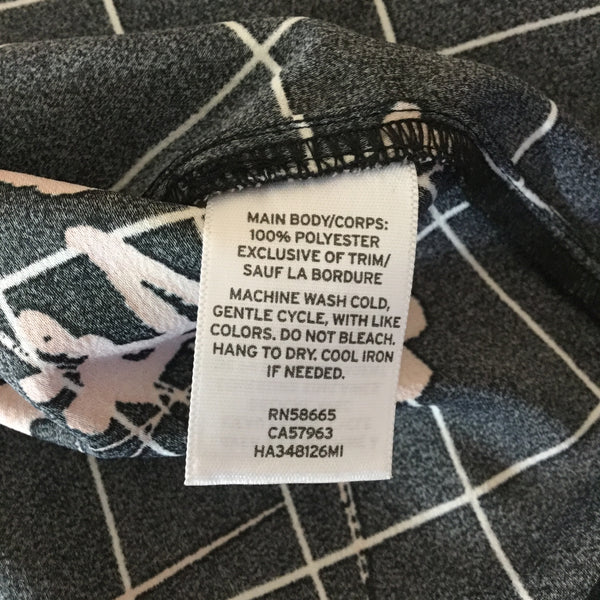 MAIN BODY/CORPS:
100% POLYESTER
EXCLUSIVE OF TRIM/
SAUF LA BORDURE
MACHINE WASH COLD,
GENTLE CYCLE, WITH LIKE
COLORS. DO NOT BLEACH.
HANG TO DRY. COOL IRON
IF NEEDED.
RN58665
CA57963
HA348126MI